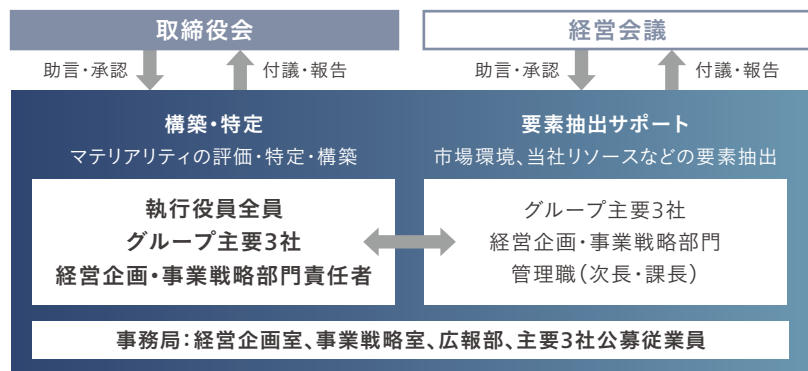 取締役会
経営会議
助言・承認
付議・報告
助言・承認
付議・報告
構築・特定
マテリアリティの評価・特定・構築
執行役員全員
グループ主要3社
経営企画・事業戦略部門責任者
要素抽出サポート
市場環境、当社リソースなどの要素抽出
グループ主要3社
経営企画・事業戦略部門
管理職(次長・課長)
事務局:経営企画室、事業戦略室、広報部、主要3社公募従業員